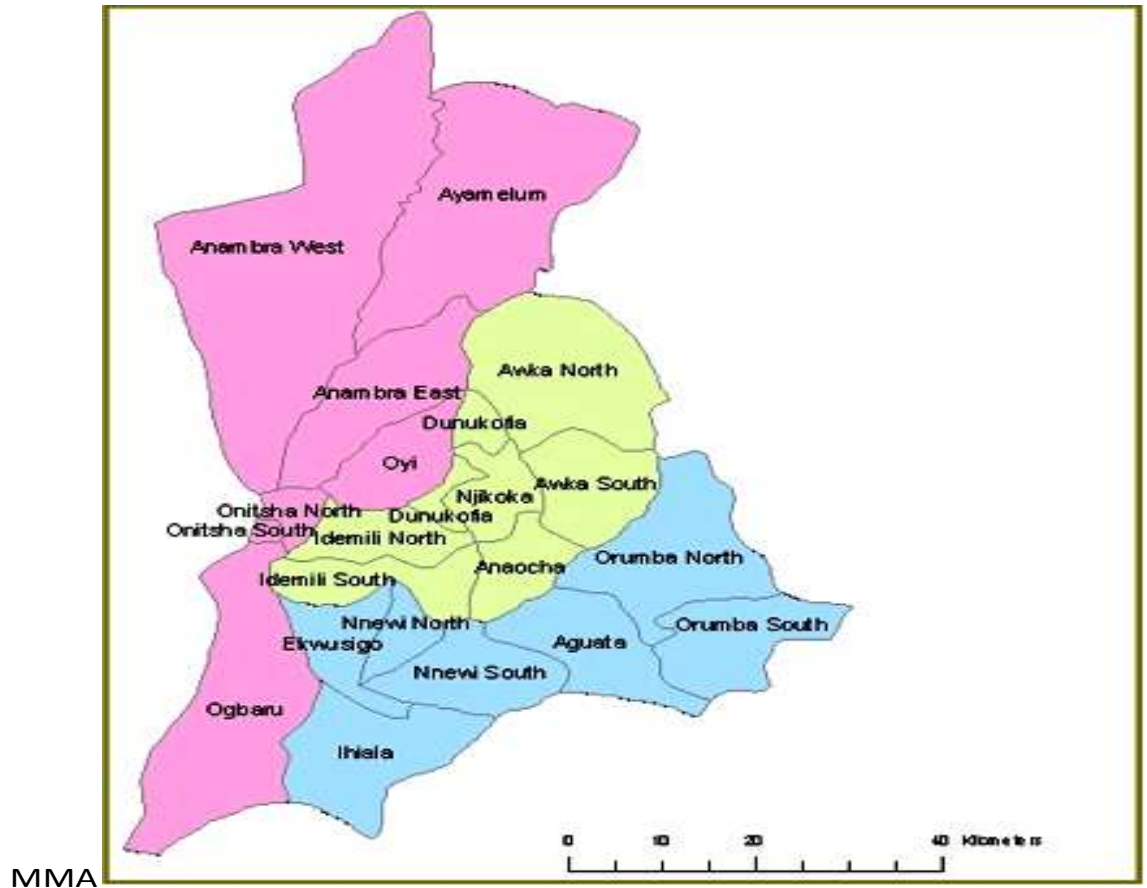 Ayamelum
Anambra West
Awka North
Anambra East
Dunukofia
Oyi
Awka South
Njikoka
Onitsha North
Dunukofia
Onitsha South
Idemili North
Orumba North
Anaocha
Idemili South
Nnewi North
Orumba South
Ekwusigo
Aguata
Nnewi South
Ogbaru
Ihiala
0 10 20 40 Kilometers
MMA